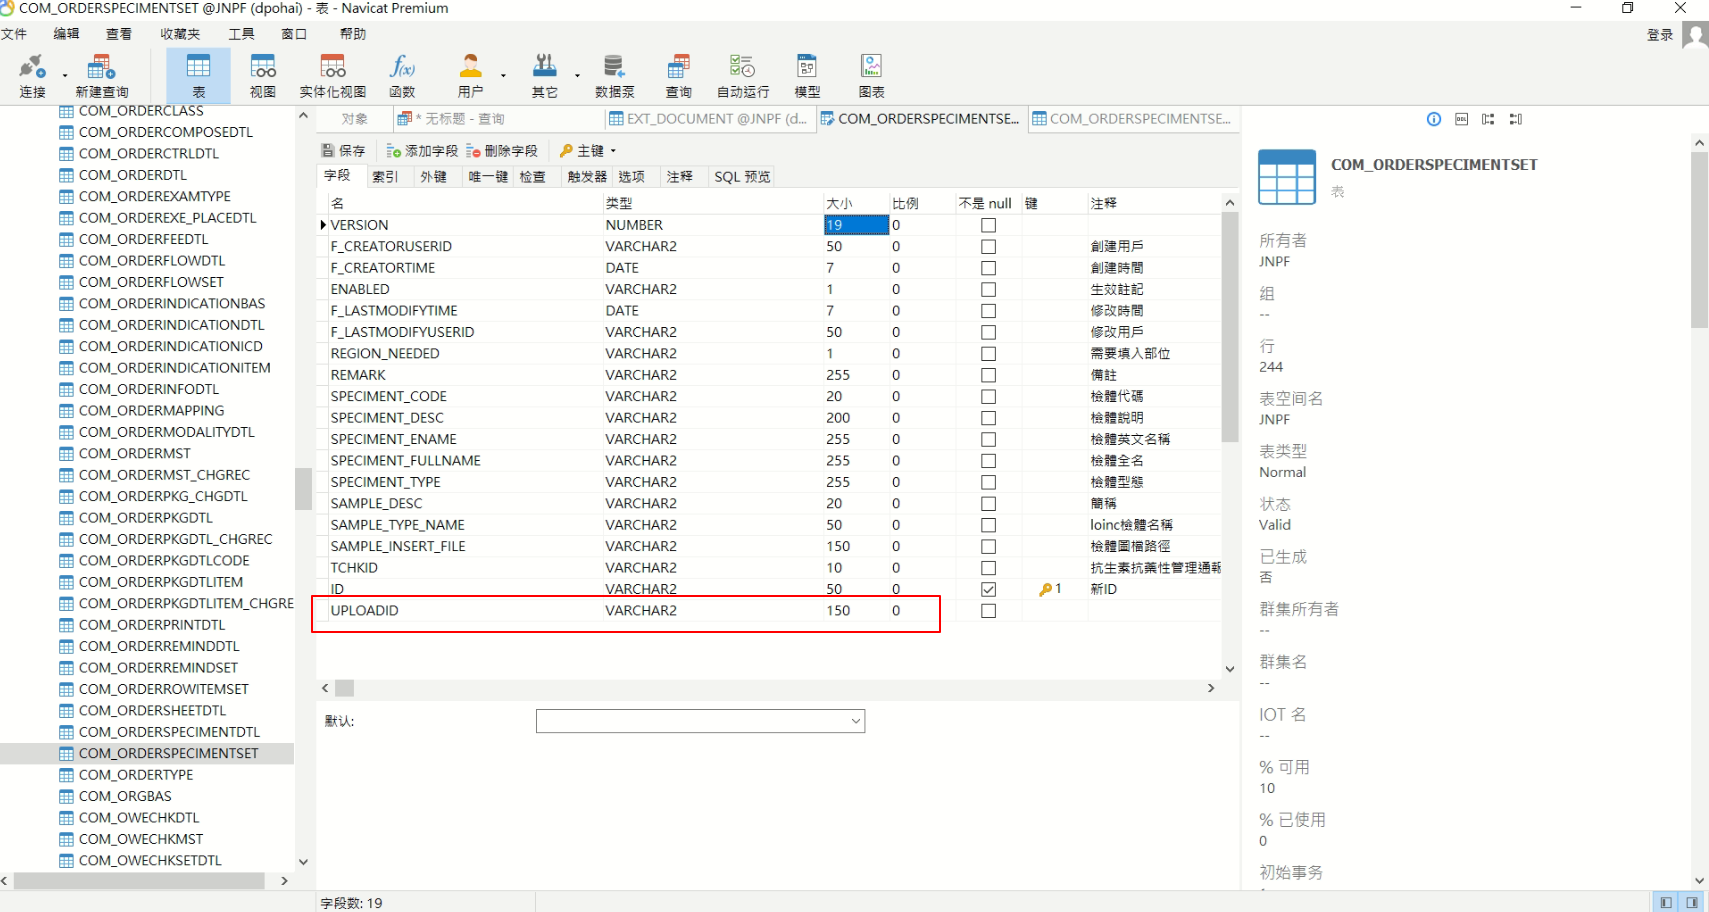 COM_ORDERSPECIMENTSET @JNPF (dpohai) - 表 - Navicat Premium
文件 编辑 查看 收藏夹 工具 窗口 帮助 登录
连接 新建查询 表 视图 实体化视图 函数 用户 其它 数据泵 查询 自动运行 模型 图表
对象 * 无标题 - 查询 EXT_DOCUMENT @JNPF (d... COM_ORDERSPECIMENTSE... COM_ORDERSPECIMENTSE...
保存 添加字段 删除字段 主键
字段 索引 外键 唯一键 检查 触发器 选项 注释 SQL 预览
COM_ORDERCLASS
COM_ORDERCOMPOSEDTL
COM_ORDERCTRLDTL
COM_ORDERDTL
COM_ORDEREXAMTYPE
COM_ORDEREXE_PLACEDTL
COM_ORDERFEEDTL
COM_ORDERFLOWDTL
COM_ORDERFLOWSET
COM_ORDERINDICATIONBAS
COM_ORDERINDICATIONDTL
COM_ORDERINDICATIONICD
COM_ORDERINDICATIONITEM
COM_ORDERINFODTL
COM_ORDERMAPPING
COM_ORDERMODALITYDTL
COM_ORDERMST
COM_ORDERMST_CHGREC
COM_ORDERPKG_CHGDTL
COM_ORDERPKGDTL
COM_ORDERPKGDTL_CHGREC
COM_ORDERPKGDTLCODE
COM_ORDERPKGDTLITEM
COM_ORDERPKGDTLITEM_CHGRE
COM_ORDERPRINTDTL
COM_ORDERREMINDDTL
COM_ORDERREMINDSET
COM_ORDERROWITEMSET
COM_ORDERSHEETDTL
COM_ORDERSPECIMENTDTL
COM_ORDERSPECIMENTSET
COM_ORDERTYPE
COM_ORGBAS
COM_OWECHKDTL
COM_OWECHKMST
COM_OWECHKSETDTL
名 类型 大小 比例 不是 null 键 注释
VERSION NUMBER 19 0
F_CREATORUSERID VARCHAR2 50 0 創建用戶
F_CREATORTIME DATE 7 0 創建時間
ENABLED VARCHAR2 1 0 生效註記
F_LASTMODIFYTIME DATE 7 0 修改時間
F_LASTMODIFYUSERID VARCHAR2 50 0 修改用戶
REGION_NEEDED VARCHAR2 1 0 需要填入部位
REMARK VARCHAR2 255 0 備註
SPECIMENT_CODE VARCHAR2 20 0 檢體代碼
SPECIMENT_DESC VARCHAR2 200 0 檢體說明
SPECIMENT_ENAME VARCHAR2 255 0 檢體英文名稱
SPECIMENT_FULLNAME VARCHAR2 255 0 檢體全名
SPECIMENT_TYPE VARCHAR2 255 0 檢體型態
SAMPLE_DESC VARCHAR2 20 0 簡稱
SAMPLE_TYPE_NAME VARCHAR2 50 0 loinc檢體名稱
SAMPLE_INSERT_FILE VARCHAR2 150 0 檢體圖檔路徑
TCHKID VARCHAR2 10 0 抗生素抗藥性管理通報
ID VARCHAR2 50 0 1 新ID
UPLOADID VARCHAR2 150 0
默认:
字段数: 19
DDL
COM_ORDERSPECIMENTSET
表
所有者
JNPF
组
--
行
244
表空间名
JNPF
表类型
Normal
状态
Valid
已生成
否
群集所有者
--
群集名
--
IOT 名
--
% 可用
10
% 已使用
0
初始事务